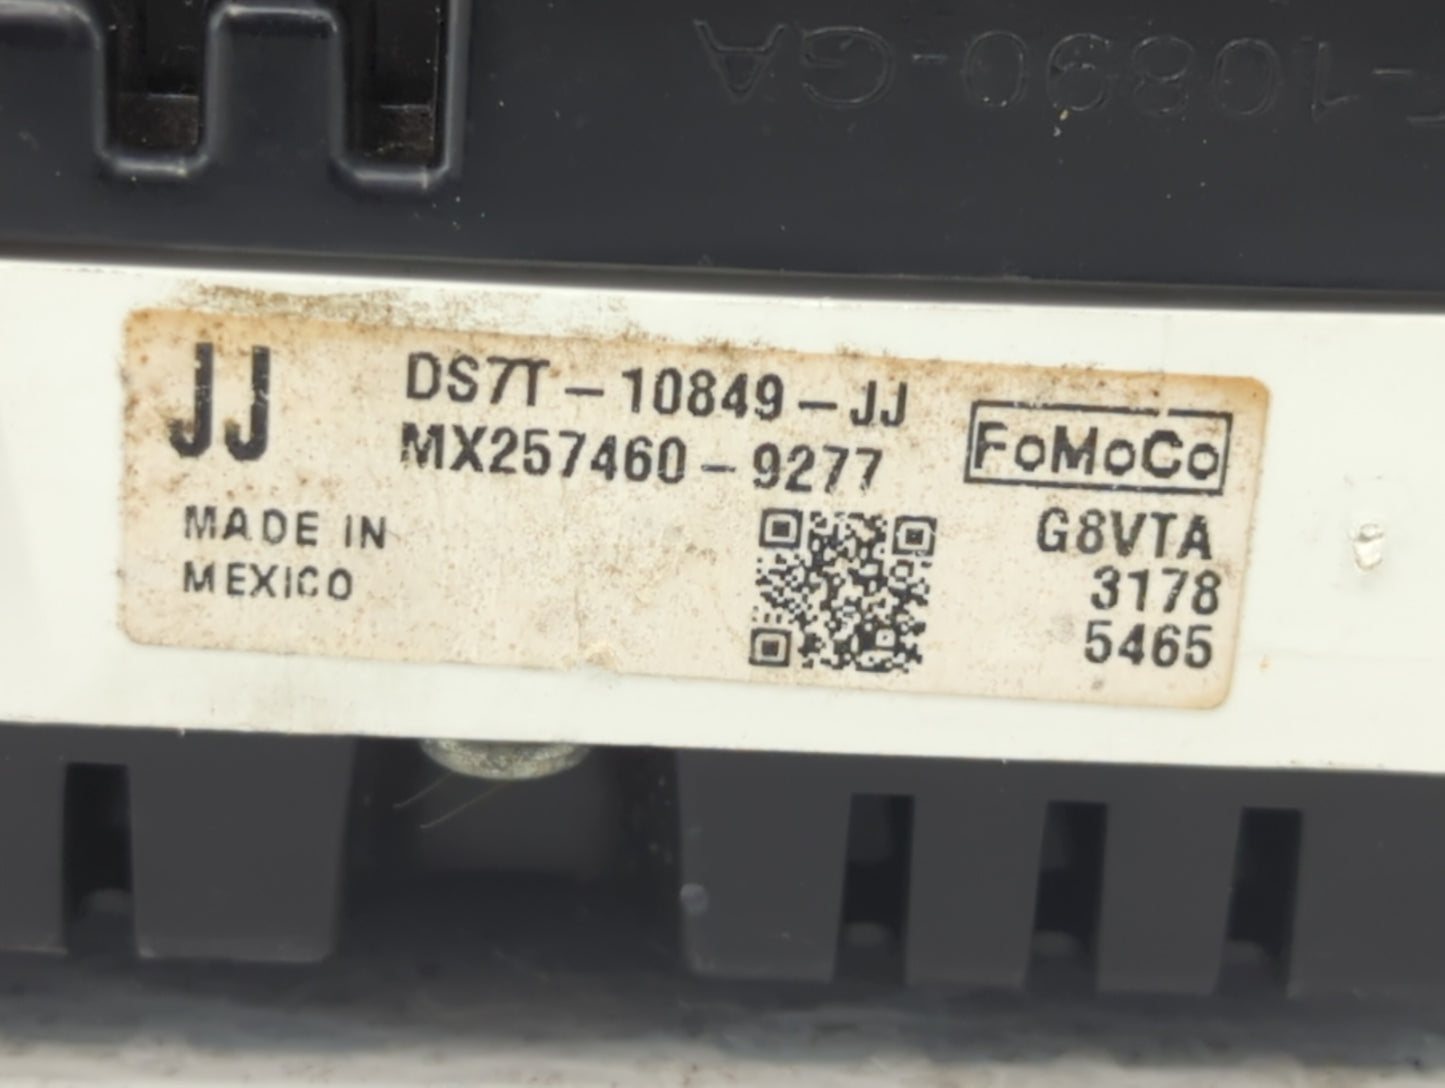 -10890-GA
JJ
DS7T-10849-JJ
MX257460-9277
FoMoCo
MADE IN
MEXICO
G8VTA
3178
5465